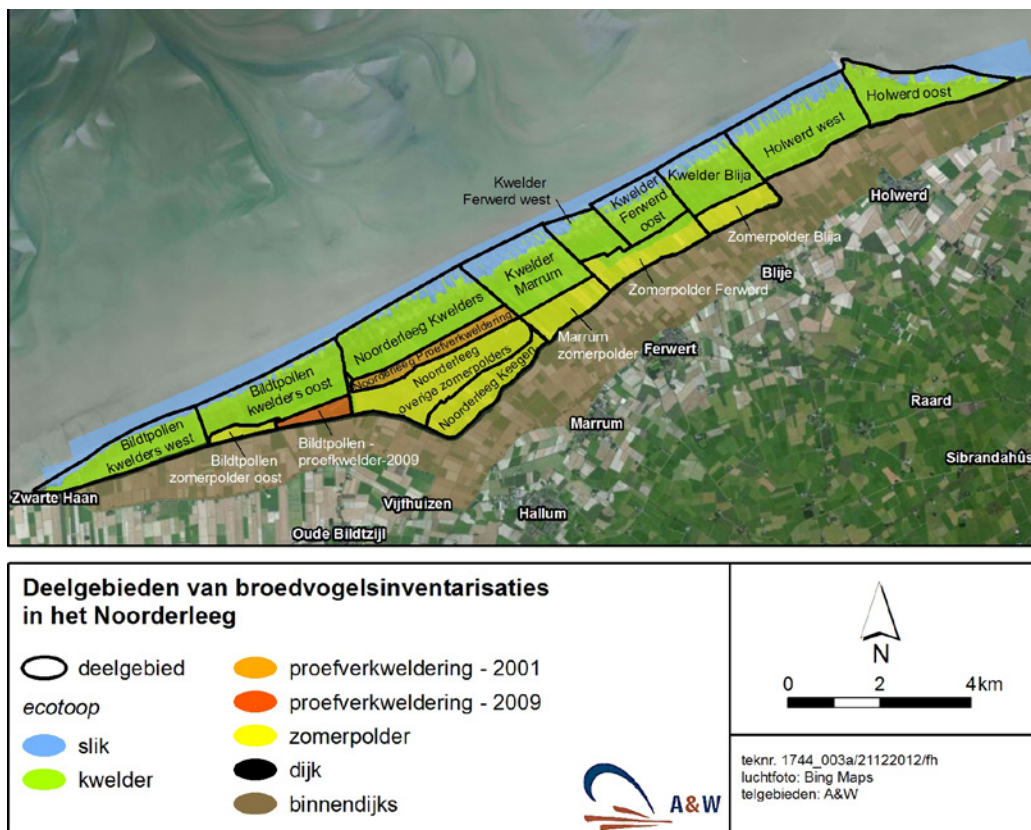 Holwerd oost
Holwerd west
Kwelder
Ferwerd west
Kwelder
Ferwerd
oost
Kwelder Blija
Holwerd
Zomerpolder Blija
Blije
Kwelder
Marrum
Zomerpolder Ferwerd
Noorderleeg Kwelders
Noorderleeg Proefverkweldering
Marrum
zomerpolder
Ferwert
Noorderleeg
overige zomerpolders
Noorderleeg Keegen
Bildtpollen
kwelders oost
Raard
Marrum
Bildtpollen
kwelders west
Bildtpollen -
proefkwelder-2009
Bildtpollen
zomerpolder oost
Sibrandahûs
Zwarte Haan
Vijfhuizen
Hallum
Oude Bildtzijl
Deelgebieden van broedvogelsinventarisaties
in het Noorderleeg
deelgebied
ecotoop
slik
kwelder
proefverkweldering - 2001
proefverkweldering - 2009
zomerpolder
dijk
binnendijks
A&W
N
0 2 4 km
teknr. 1744_003a/21122012/fh
luchtfoto: Bing Maps
telgebieden: A&W